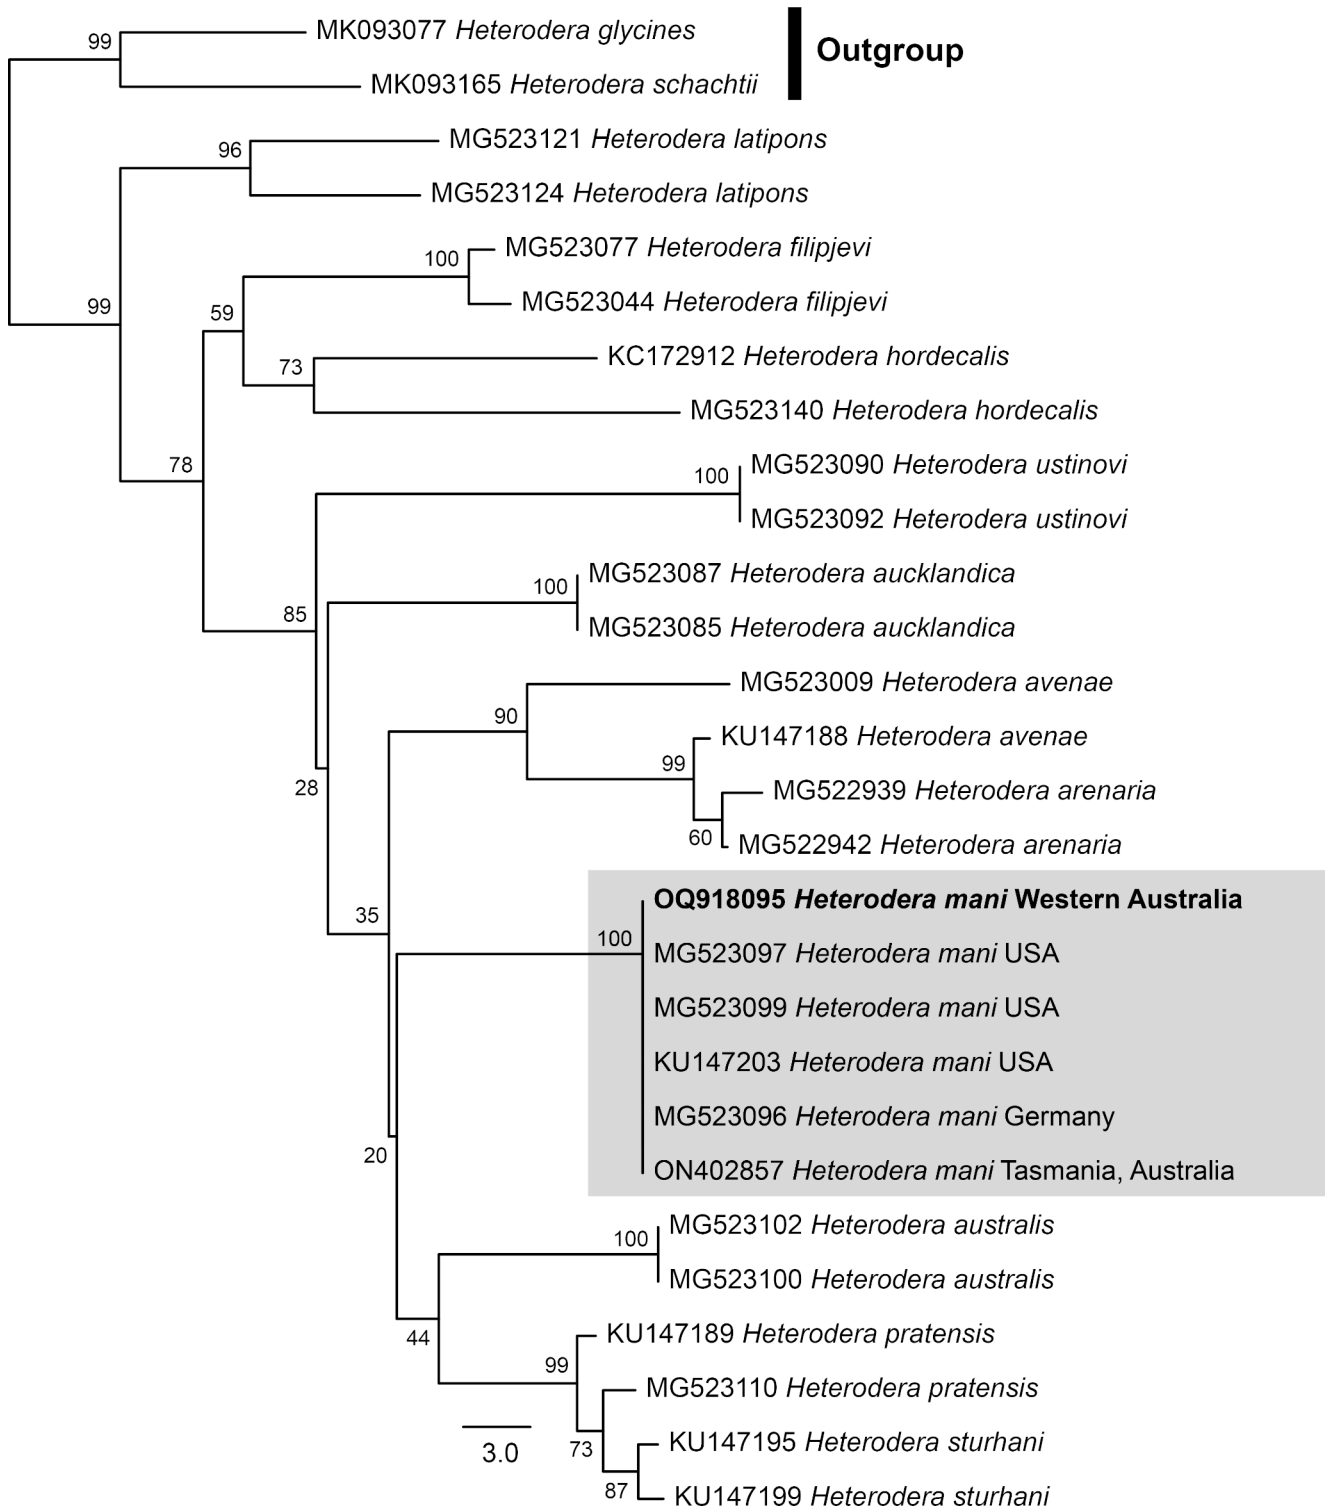 99
MK093077 Heterodera glycines
Outgroup
MK093165 Heterodera schachtii
MG523121 Heterodera latipons
96
MG523124 Heterodera latipons
MG523077 Heterodera filipjevi
100
MG523044 Heterodera filipjevi
99
59
KC172912 Heterodera hordecalis
73
MG523140 Heterodera hordecalis
78
MG523090 Heterodera ustinovi
100
MG523092 Heterodera ustinovi
MG523087 Heterodera aucklandica
100
MG523085 Heterodera aucklandica
85
MG523009 Heterodera avenae
90
KU147188 Heterodera avenae
99
28
MG522939 Heterodera arenaria
60
MG522942 Heterodera arenaria
OQ918095 Heterodera mani Western Australia
35
100
MG523097 Heterodera mani USA
MG523099 Heterodera mani USA
KU147203 Heterodera mani USA
MG523096 Heterodera mani Germany
20
ON402857 Heterodera mani Tasmania, Australia
MG523102 Heterodera australis
100
MG523100 Heterodera australis
44
KU147189 Heterodera pratensis
99
MG523110 Heterodera pratensis
3.0
73
KU147195 Heterodera sturhani
87
KU147199 Heterodera sturhani